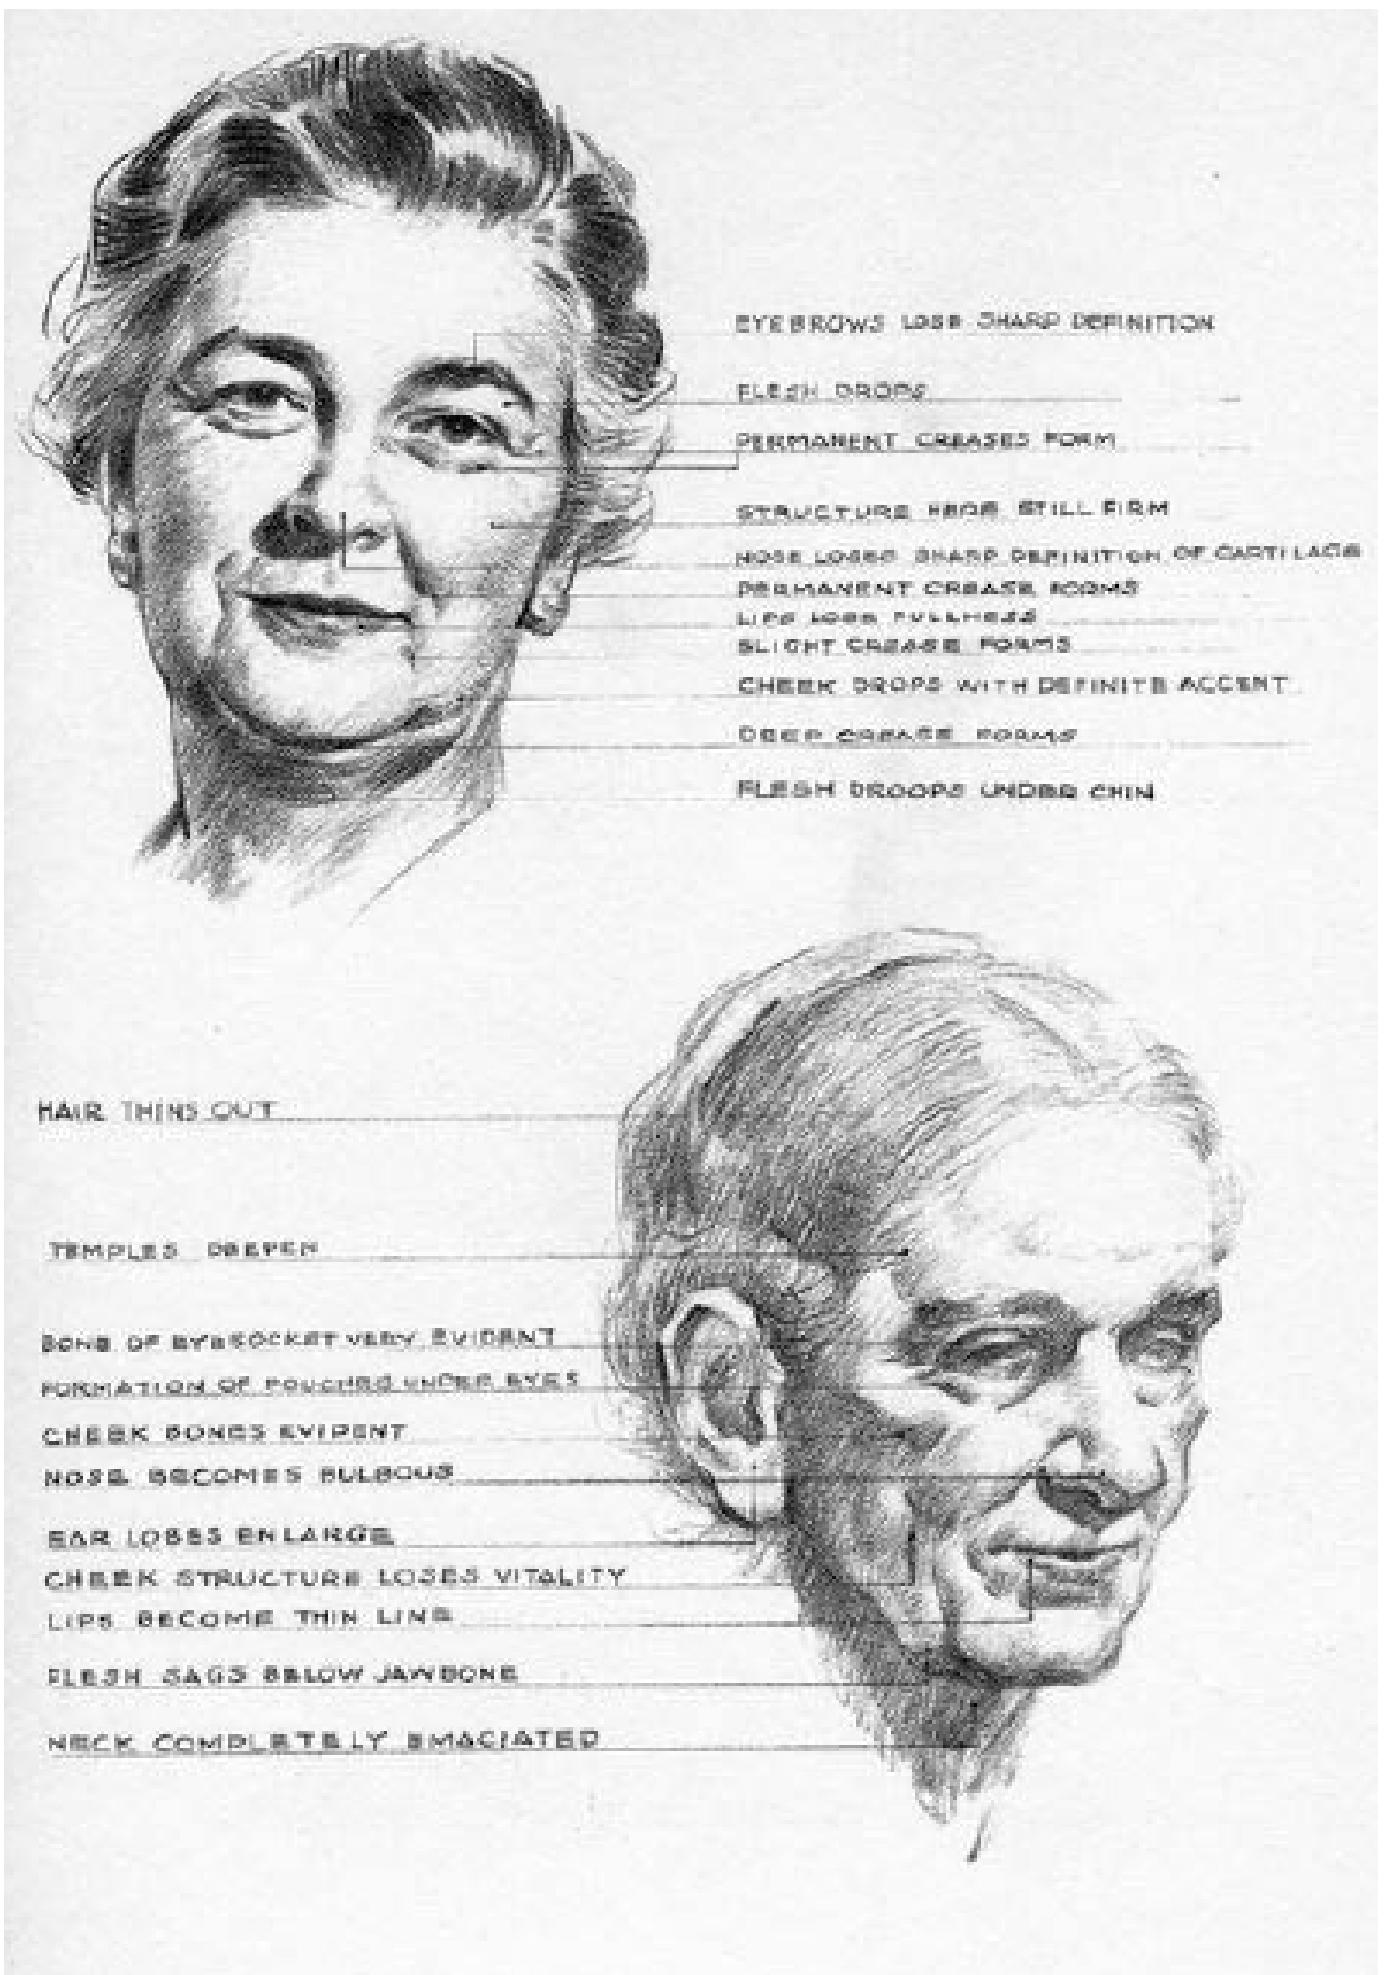 EYEBROWS LOSE SHARP DEFINITION
FLESH DROPS
PERMANENT CREASES FORM
STRUCTURE HERE STILL FIRM
NOSE LOSES SHARP DEFINITION OF CARTILAGE
PERMANENT CREASE FORMS
LIPS LOSE FULLNESS
SLIGHT CREASE FORMS
CHEEK DROPS WITH DEFINITE ACCENT
DEEP CREASE FORMS
FLESH DROOPS UNDER CHIN
HAIR THINS OUT
TEMPLES DEEPEN
BONE OF EYESOCKET VERY EVIDENT
FORMATION OF POUCHES UNDER EYES
CHEEK BONES EVIDENT
NOSE BECOMES BULBOUS
EAR LOBES ENLARGE
CHEEK STRUCTURE LOSES VITALITY
LIPS BECOME THIN LINE
FLESH SAGS BELOW JAWBONE
NECK COMPLETELY EMACIATED